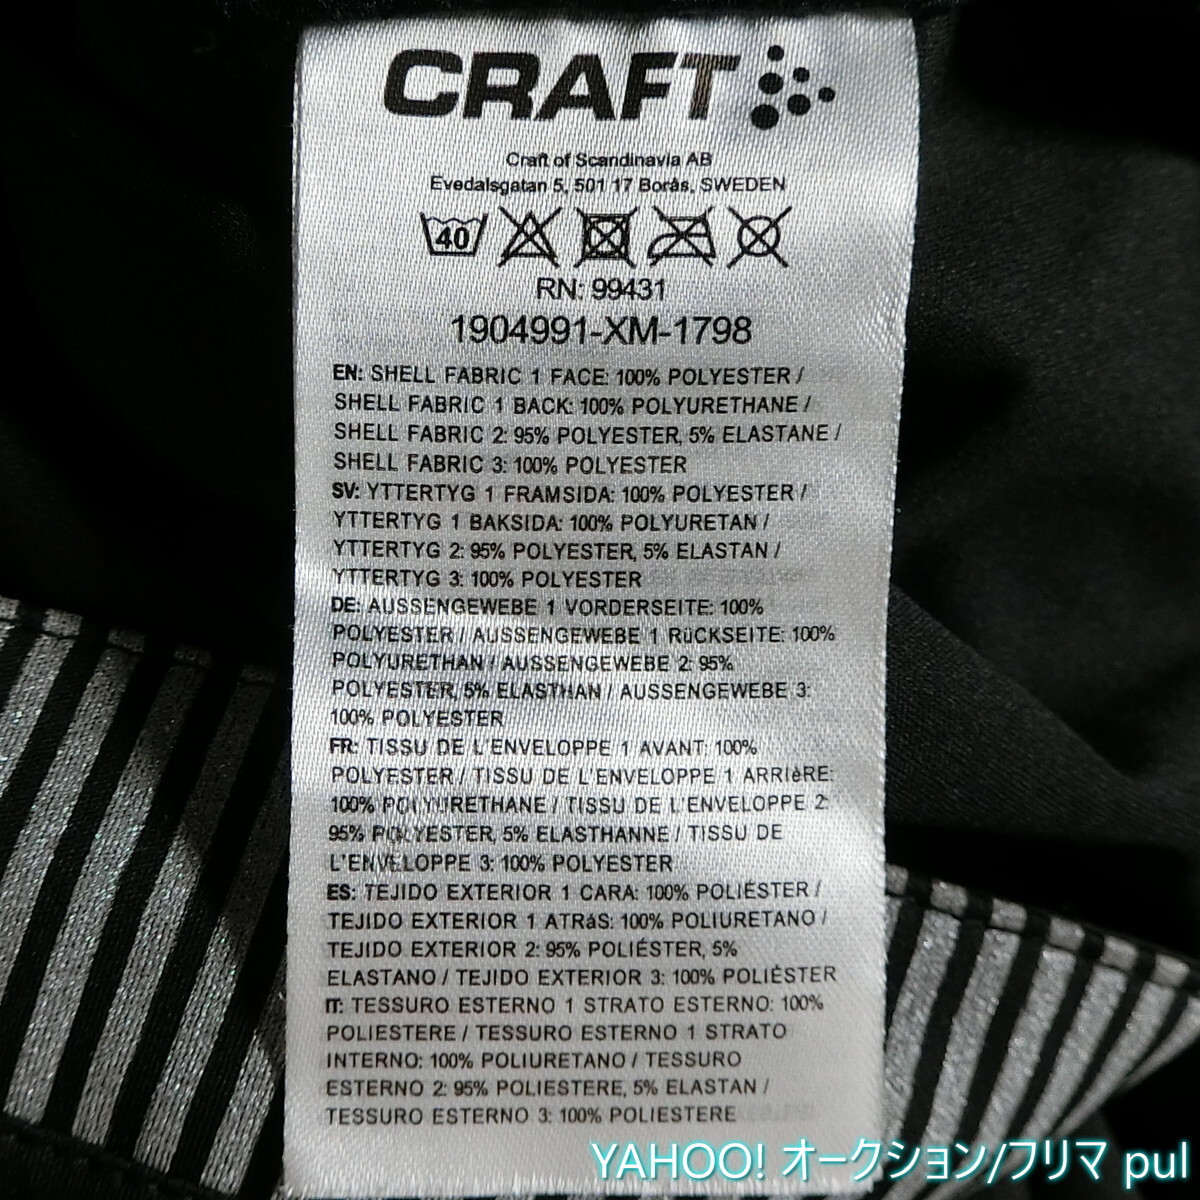 CRAFT
Craft of Scandinavia AB
Evedalsgatan 5, 501 17 Borås, SWEDEN
40
RN: 99431
1904991-XM-1798
EN: SHELL FABRIC 1 FACE: 100% POLYESTER /
SHELL FABRIC 1 BACK: 100% POLYURETHANE /
SHELL FABRIC 2: 95% POLYESTER, 5% ELASTANE /
SHELL FABRIC 3: 100% POLYESTER
SV: YTTERTYG 1 FRAMSIDA: 100% POLYESTER /
YTTERTYG 1 BAKSIDA: 100% POLYURETAN /
YTTERTYG 2: 95% POLYESTER, 5% ELASTAN /
YTTERTYG 3: 100% POLYESTER
DE: AUSSENGEWEBE 1 VORDERSEITE: 100%
POLYESTER / AUSSENGEWEBE 1 RüCKSEITE: 100%
POLYURETHAN / AUSSENGEWEBE 2: 95%
POLYESTER, 5% ELASTHAN / AUSSENGEWEBE 3:
100% POLYESTER
FR: TISSU DE L'ENVELOPPE 1 AVANT: 100%
POLYESTER / TISSU DE L'ENVELOPPE 1 ARRIèRE:
100% POLYURETHANE / TISSU DE L'ENVELOPPE 2:
95% POLYESTER, 5% ELASTHANNE / TISSU DE
L'ENVELOPPE 3: 100% POLYESTER
ES: TEJIDO EXTERIOR 1 CARA: 100% POLIÉSTER /
TEJIDO EXTERIOR 1 ATRáS: 100% POLIURETANO /
TEJIDO EXTERIOR 2: 95% POLIÉSTER, 5%
ELASTANO / TEJIDO EXTERIOR 3: 100% POLIÉSTER
IT: TESSURO ESTERNO 1 STRATO ESTERNO: 100%
POLIESTERE / TESSURO ESTERNO 1 STRATO
INTERNO: 100% POLIURETANO / TESSURO
ESTERNO 2: 95% POLIESTERE, 5% ELASTAN /
TESSURO ESTERNO 3: 100% POLIESTERE
YAHOO! オークション/フリマ pul